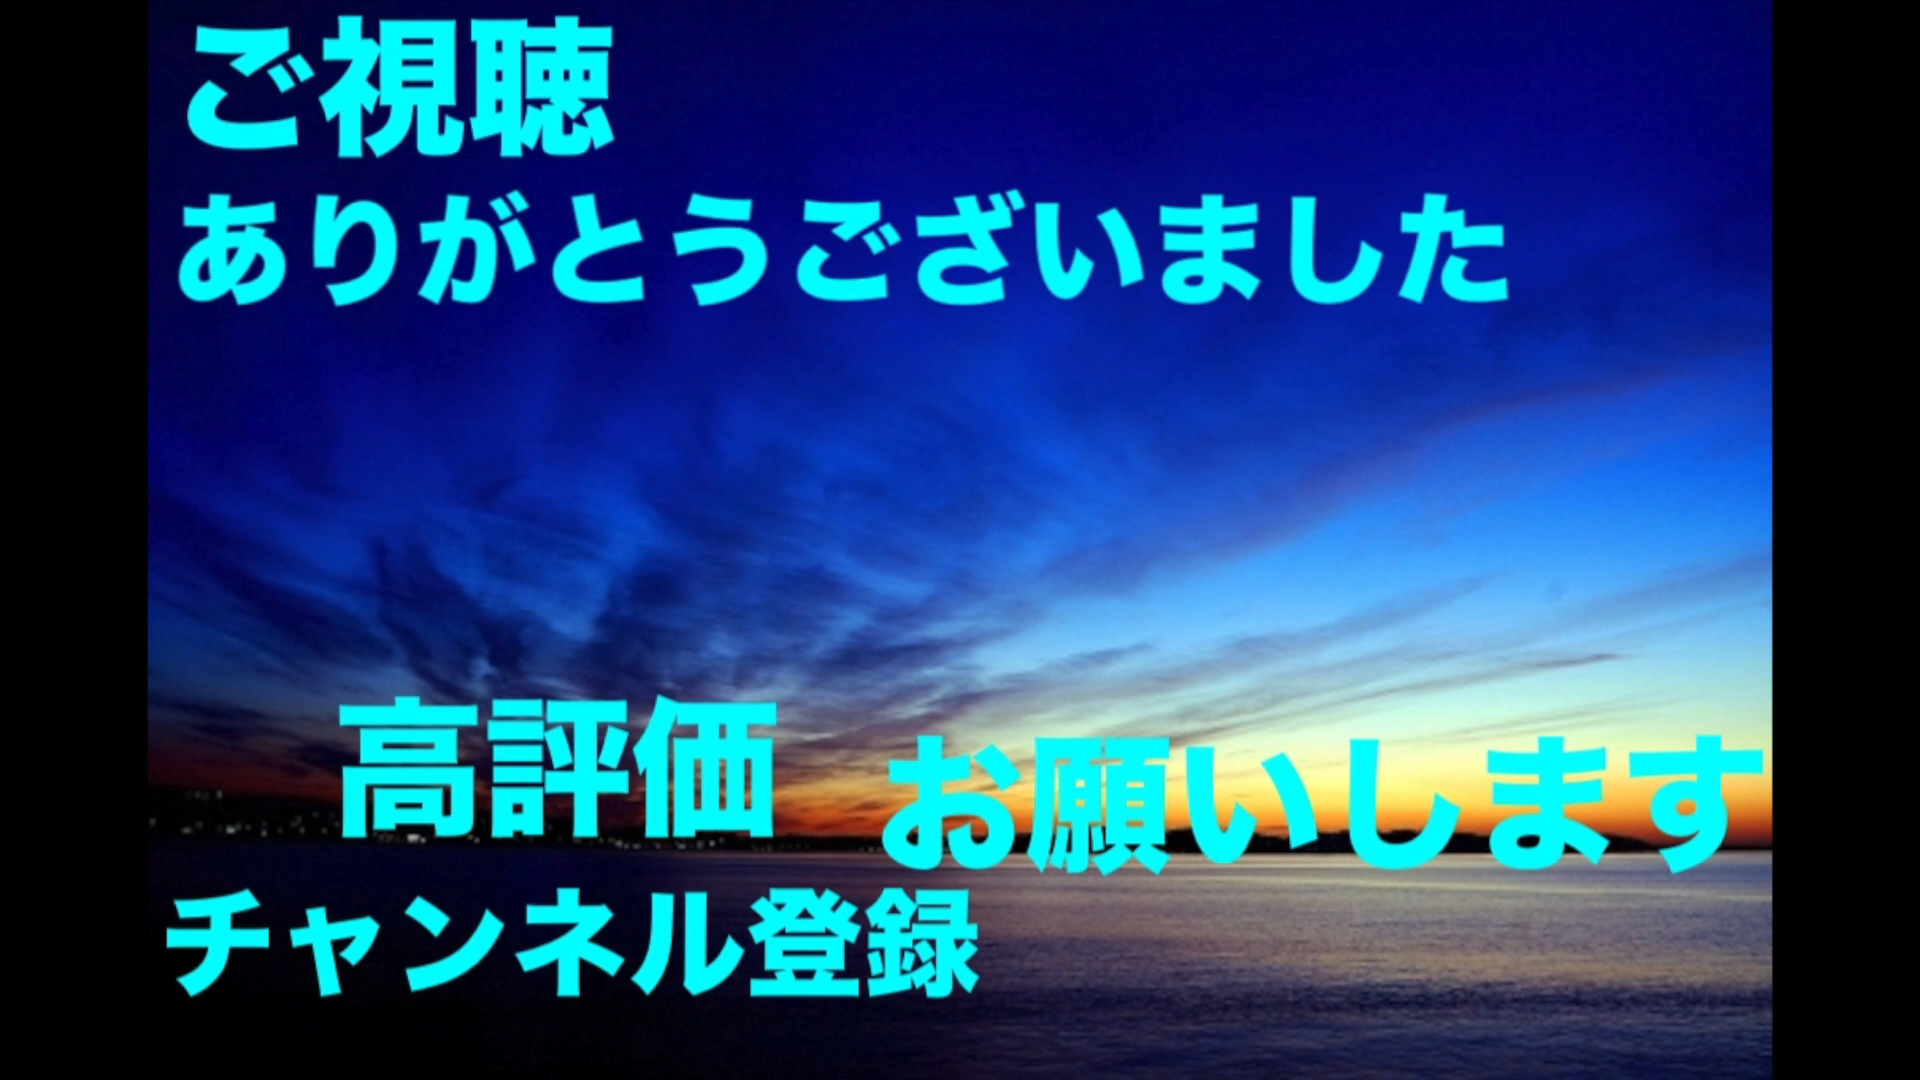 ご視聴
ありがとうございました
高評価
お願いします
チャンネル登録